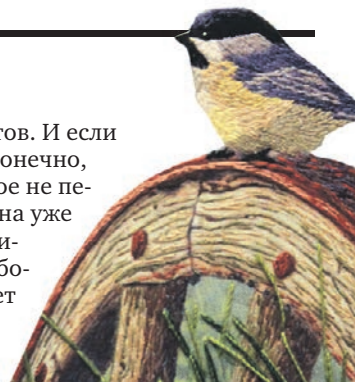 тов. И если
онечно,
ое не пе-
на уже
и-
бо-
ет